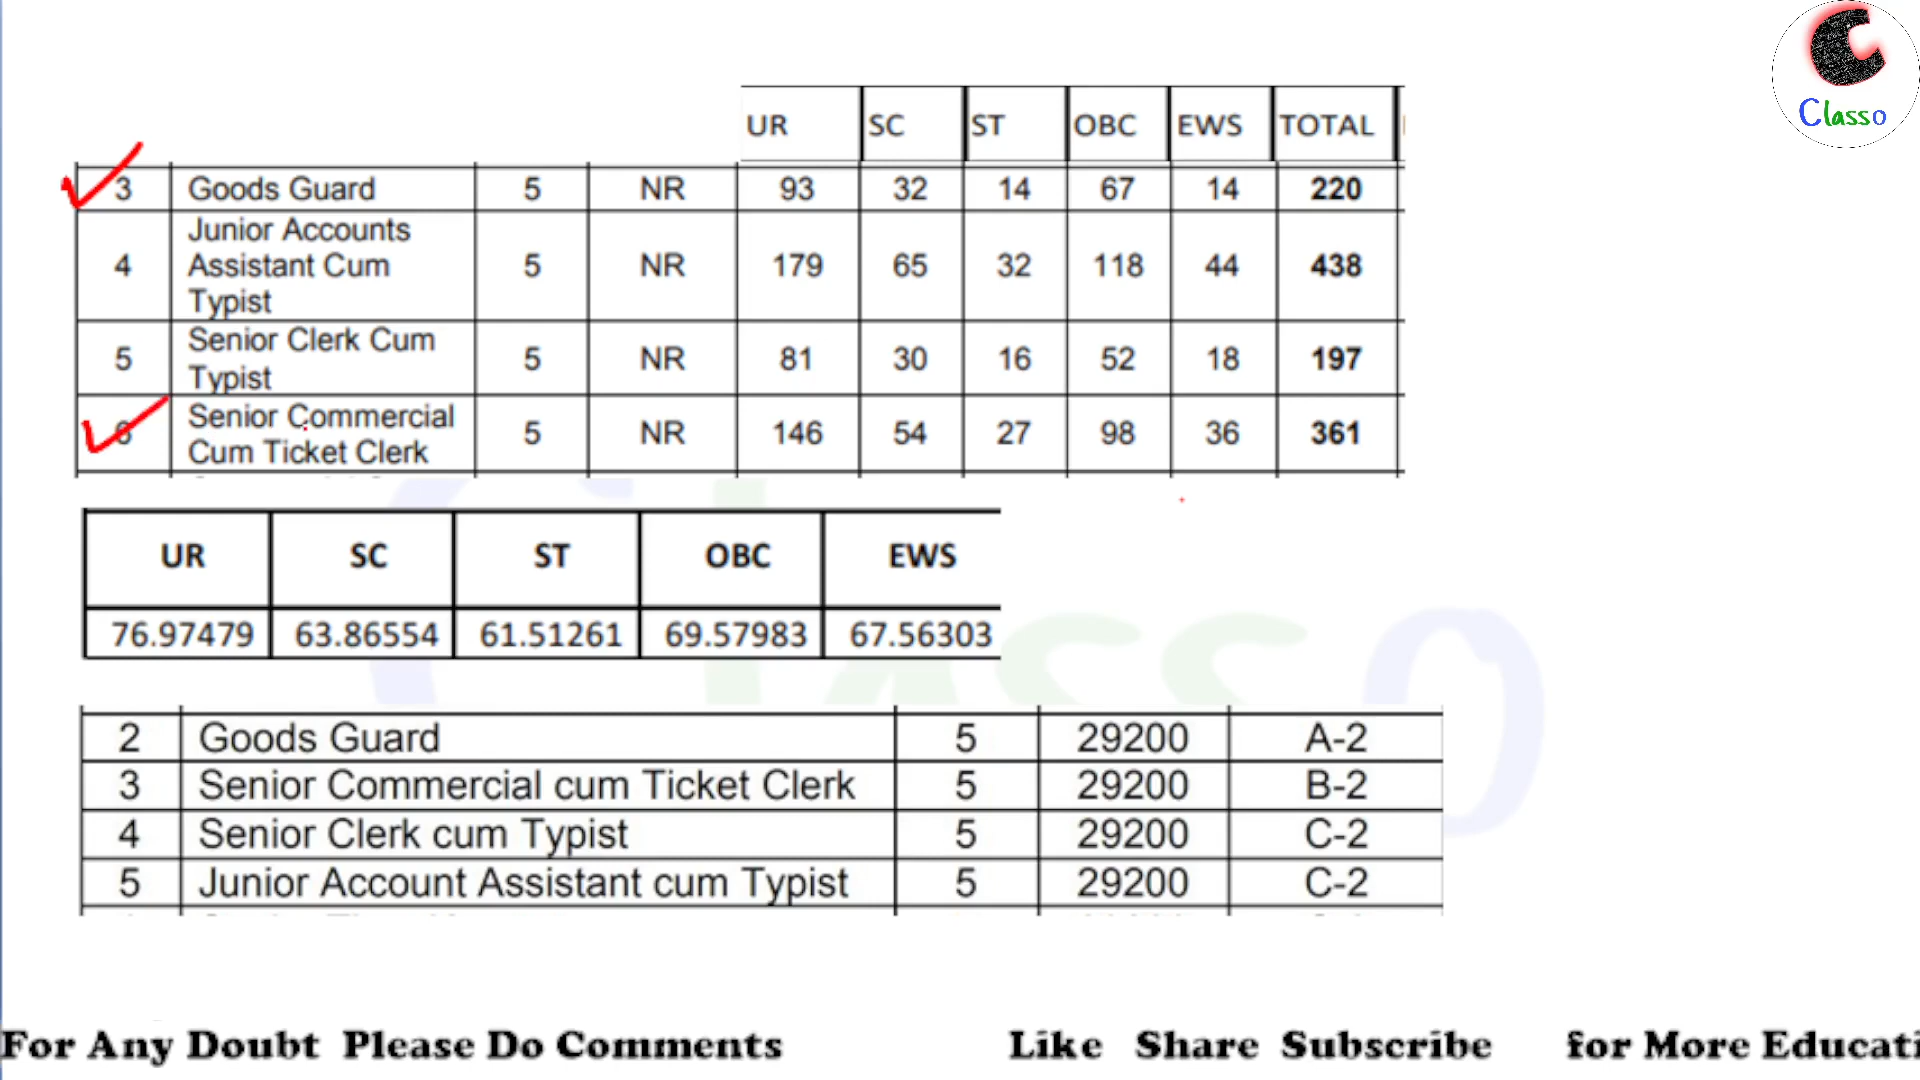 Classo
UR SC ST OBC EWS TOTAL
3 Goods Guard 5 NR 93 32 14 67 14 220
4 Junior Accounts Assistant Cum Typist 5 NR 179 65 32 118 44 438
5 Senior Clerk Cum Typist 5 NR 81 30 16 52 18 197
6 Senior Commercial Cum Ticket Clerk 5 NR 146 54 27 98 36 361
UR SC ST OBC EWS
76.97479 63.86554 61.51261 69.57983 67.56303
2 Goods Guard 5 29200 A-2
3 Senior Commercial cum Ticket Clerk 5 29200 B-2
4 Senior Clerk cum Typist 5 29200 C-2
5 Junior Account Assistant cum Typist 5 29200 C-2
For Any Doubt Please Do Comments Like Share Subscribe for More Educati